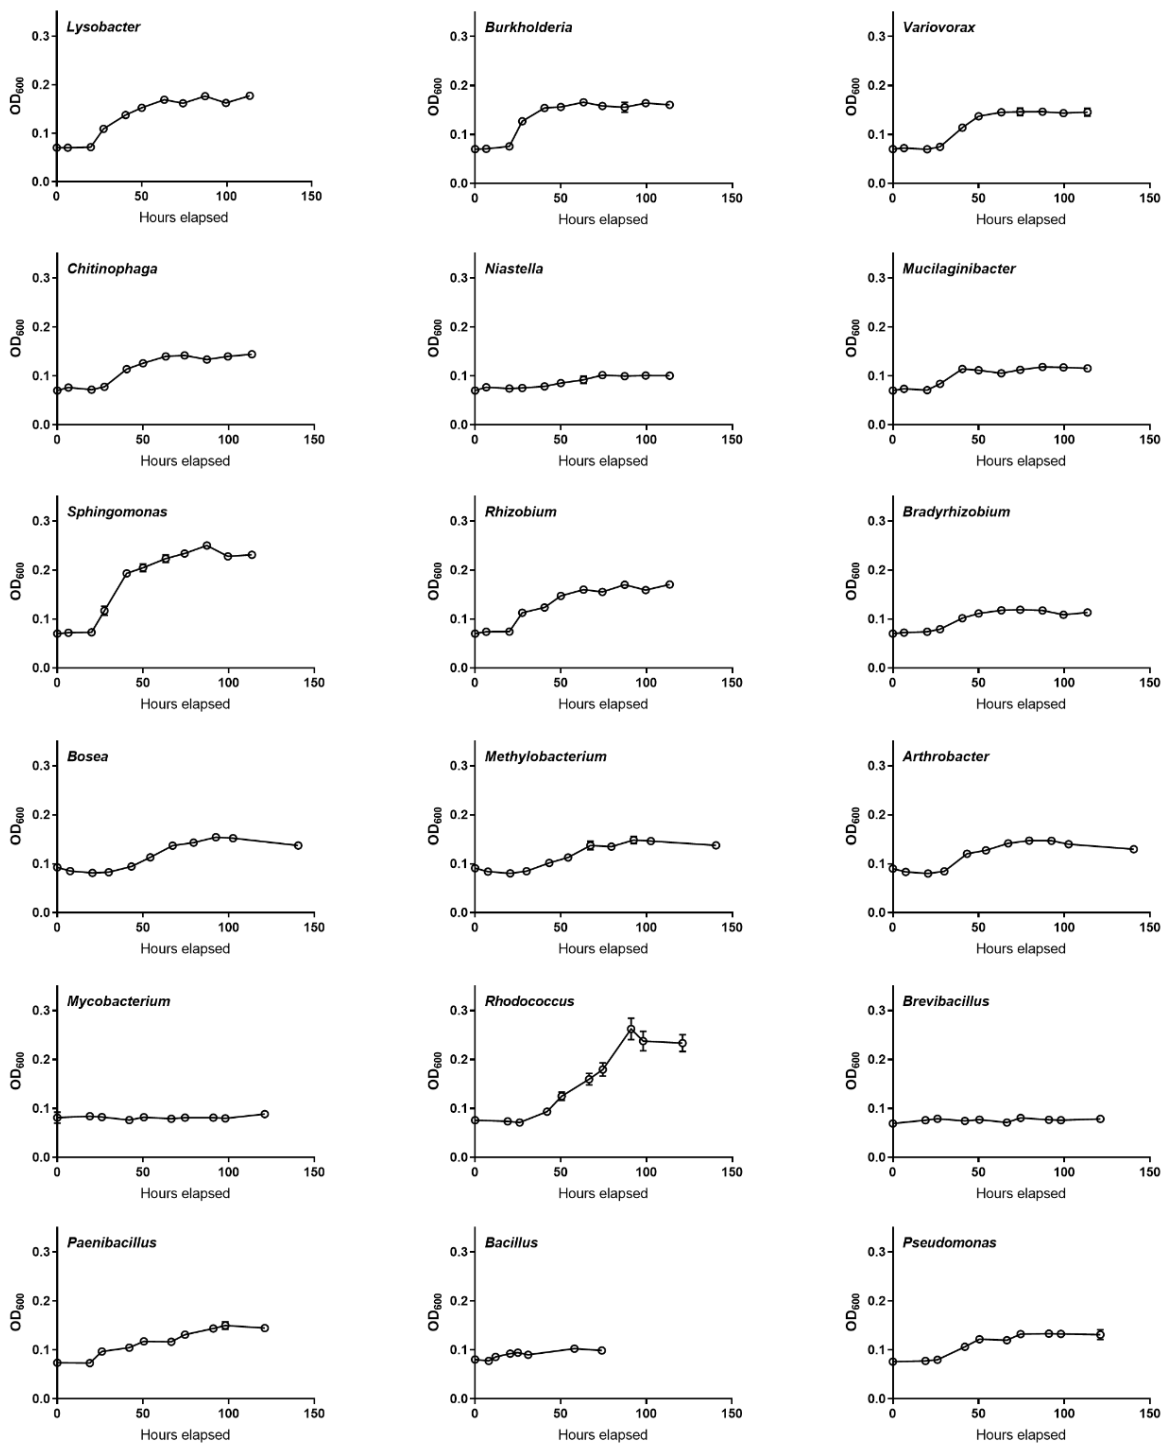 Lysobacter
0.3
0.2
0.1
0.0
OD600
0 50 100 150
Hours elapsed
Burkholderia
0.3
0.2
0.1
0.0
OD600
0 50 100 150
Hours elapsed
Variovorax
0.3
0.2
0.1
0.0
OD600
0 50 100 150
Hours elapsed
Chitinophaga
0.3
0.2
0.1
0.0
OD600
0 50 100 150
Hours elapsed
Niastella
0.3
0.2
0.1
0.0
OD600
0 50 100 150
Hours elapsed
Mucilaginibacter
0.3
0.2
0.1
0.0
OD600
0 50 100 150
Hours elapsed
Sphingomonas
0.3
0.2
0.1
0.0
OD600
0 50 100 150
Hours elapsed
Rhizobium
0.3
0.2
0.1
0.0
OD600
0 50 100 150
Hours elapsed
Bradyrhizobium
0.3
0.2
0.1
0.0
OD600
0 50 100 150
Hours elapsed
Bosea
0.3
0.2
0.1
0.0
OD600
0 50 100 150
Hours elapsed
Methylobacterium
0.3
0.2
0.1
0.0
OD600
0 50 100 150
Hours elapsed
Arthrobacter
0.3
0.2
0.1
0.0
OD600
0 50 100 150
Hours elapsed
Mycobacterium
0.3
0.2
0.1
0.0
OD600
0 50 100 150
Hours elapsed
Rhodococcus
0.3
0.2
0.1
0.0
OD600
0 50 100 150
Hours elapsed
Brevibacillus
0.3
0.2
0.1
0.0
OD600
0 50 100 150
Hours elapsed
Paenibacillus
0.3
0.2
0.1
0.0
OD600
0 50 100 150
Hours elapsed
Bacillus
0.3
0.2
0.1
0.0
OD600
0 50 100 150
Hours elapsed
Pseudomonas
0.3
0.2
0.1
0.0
OD600
0 50 100 150
Hours elapsed